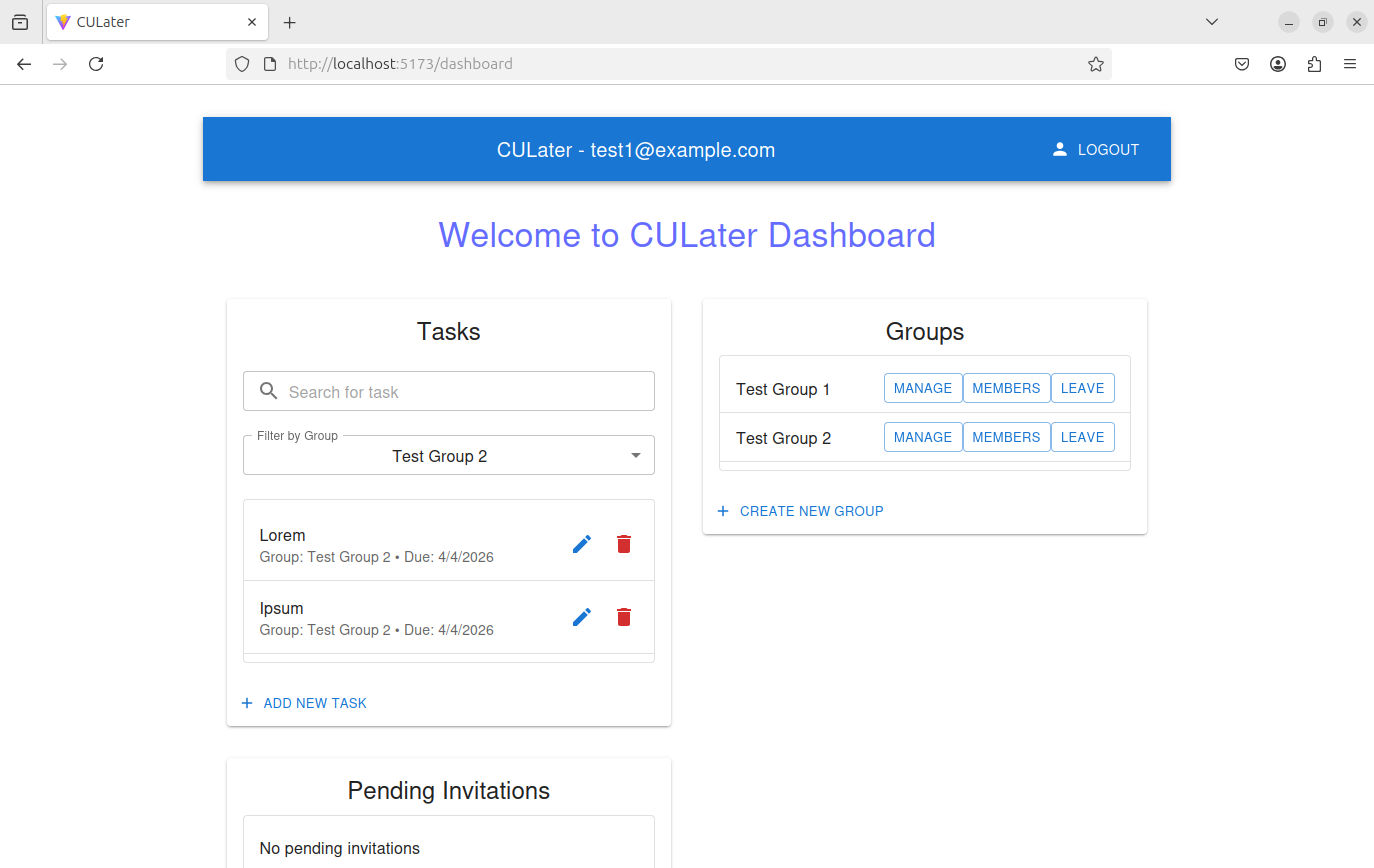 CULater
http://localhost:5173/dashboard
CULater - test1@example.com
LOGOUT
Welcome to CULater Dashboard
Tasks
Search for task
Filter by Group
Test Group 2
Lorem
Group: Test Group 2 • Due: 4/4/2026
Ipsum
Group: Test Group 2 • Due: 4/4/2026
+ ADD NEW TASK
Groups
Test Group 1 MANAGE MEMBERS LEAVE
Test Group 2 MANAGE MEMBERS LEAVE
+ CREATE NEW GROUP
Pending Invitations
No pending invitations